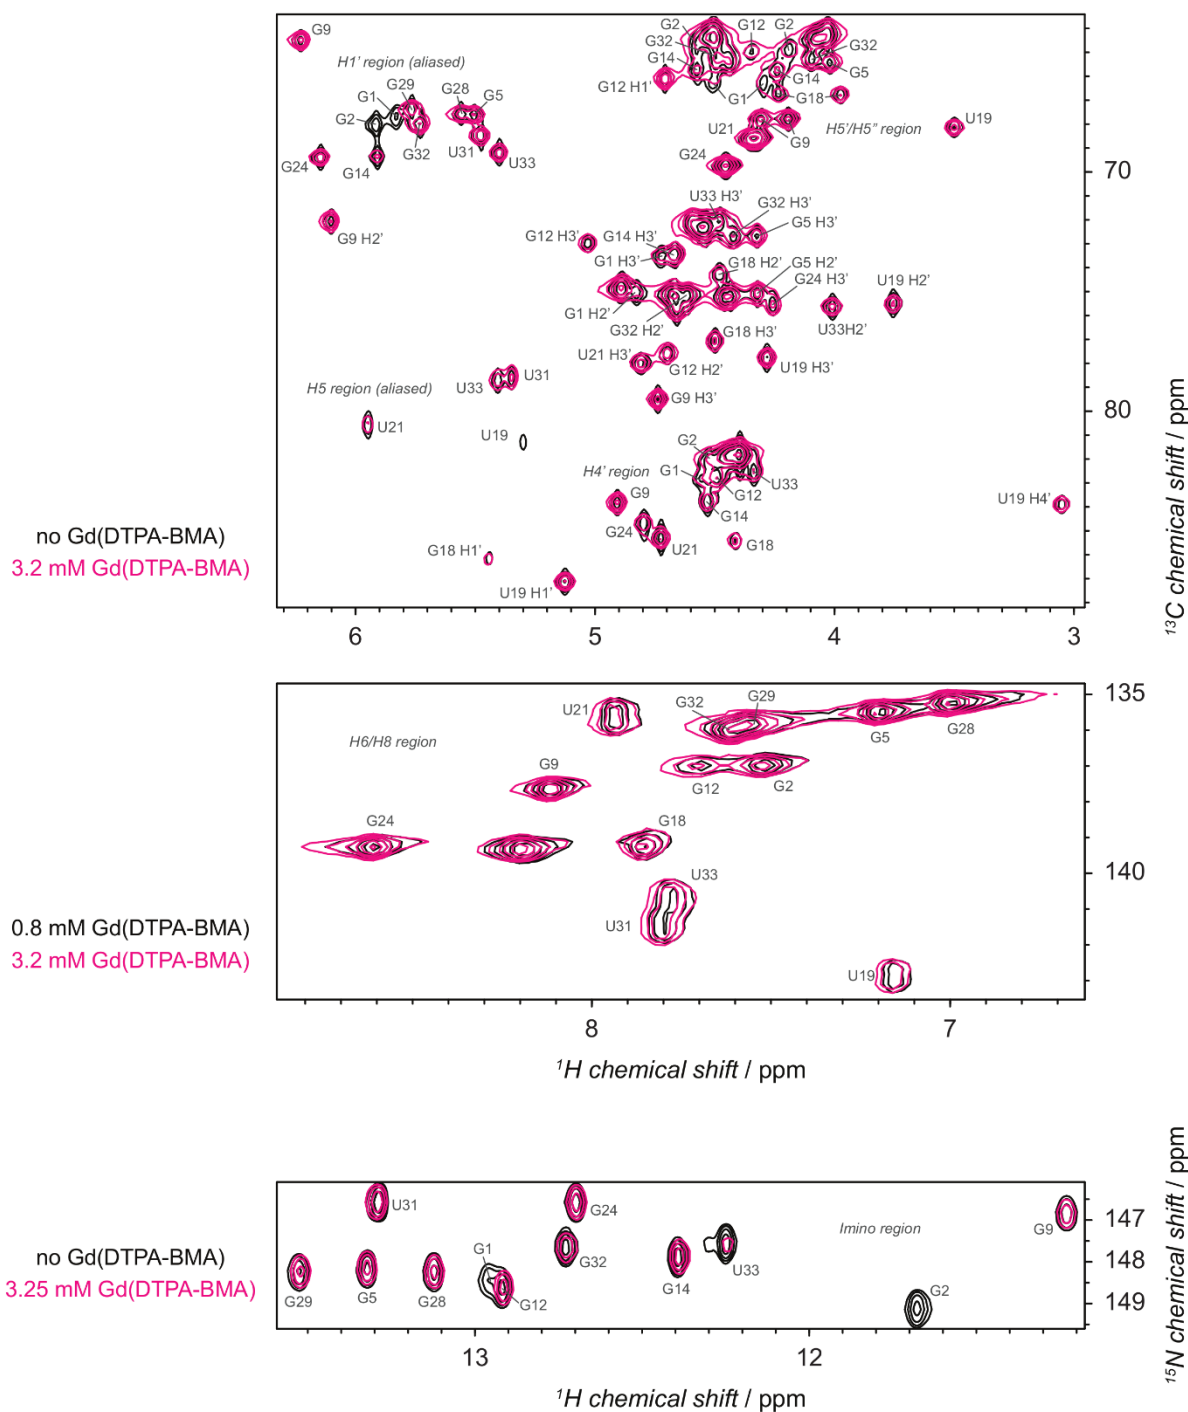 G9
H1' region (aliased)
G29
G1
G2
G28
G5
G32
U31
U33
G24
G14
G9 H2'
G2
G32
G14
G12 H1'
G12
G2
G32
G5
G14
G1
G18
U21
G9
H5'/H5" region
U19
G24
U33 H3'
G32 H3'
G5 H3'
G12 H3'
G14 H3'
G1 H3'
G18 H2'
G5 H2'
G24 H3'
U19 H2'
G1 H2'
G32 H2'
U33H2'
G18 H3'
U21 H3'
G12 H2'
U19 H3'
H5 region (aliased)
U33
U31
G9 H3'
U21
U19
H4' region
G2
G1
U33
G12
G9
G14
G24
U21
G18
U19 H4'
G18 H1'
U19 H1'
70
80
13C chemical shift / ppm
6
5
4
3
no Gd(DTPA-BMA)
3.2 mM Gd(DTPA-BMA)
U21
G32
G29
H6/H8 region
G5
G28
G9
G12
G2
G24
G18
U33
U31
U19
135
140
8
7
1H chemical shift / ppm
0.8 mM Gd(DTPA-BMA)
3.2 mM Gd(DTPA-BMA)
U31
G24
Imino region
G9
G1
G32
U33
G14
G2
G29
G5
G28
G12
147
148
149
15N chemical shift / ppm
13
12
1H chemical shift / ppm
no Gd(DTPA-BMA)
3.25 mM Gd(DTPA-BMA)